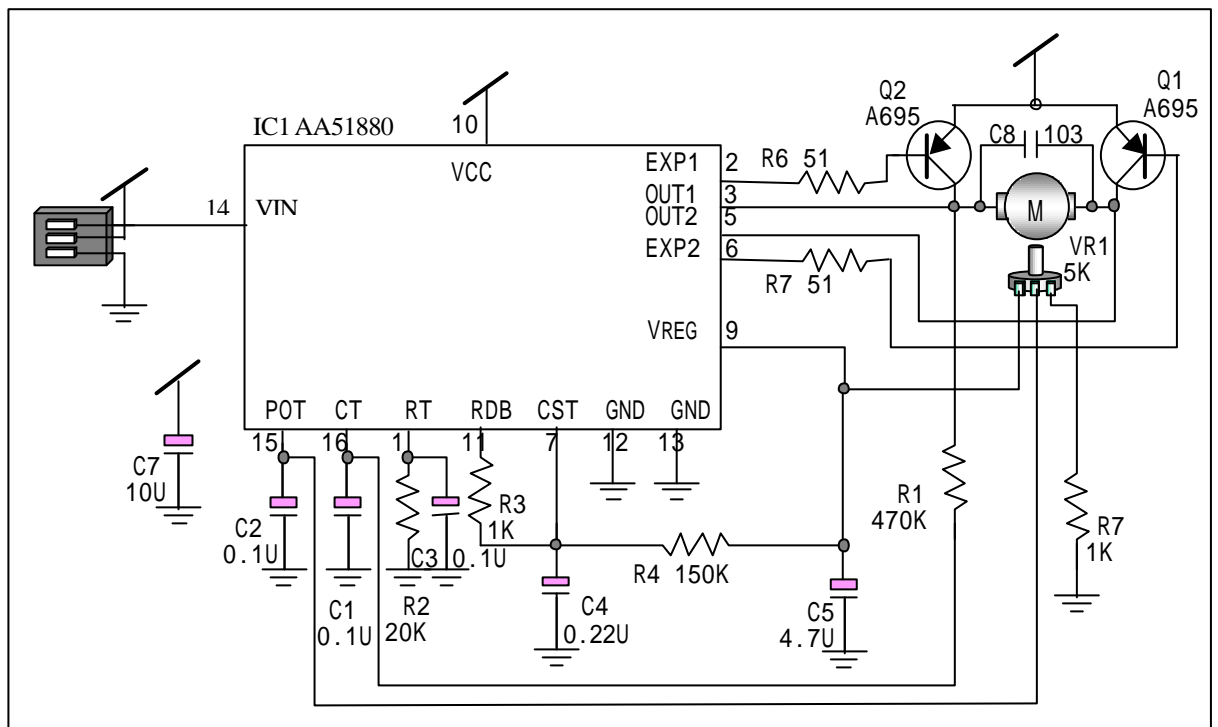 IC1 AA51880
10
VCC
14
VIN
EXP1
2
OUT1
3
OUT2
5
EXP2
6
VREG
9
R6 51
R7 51
Q2
A695
Q1
A695
C8
103
M
VR1
5K
POT
CT
RT
RDB
CST
GND
GND
15
16
1
11
7
12
13
C7
10U
C2
0.1U
C1
0.1U
R2
20K
C3
0.1U
R3
1K
C4
0.22U
R4 150K
C5
4.7U
R1
470K
R7
1K